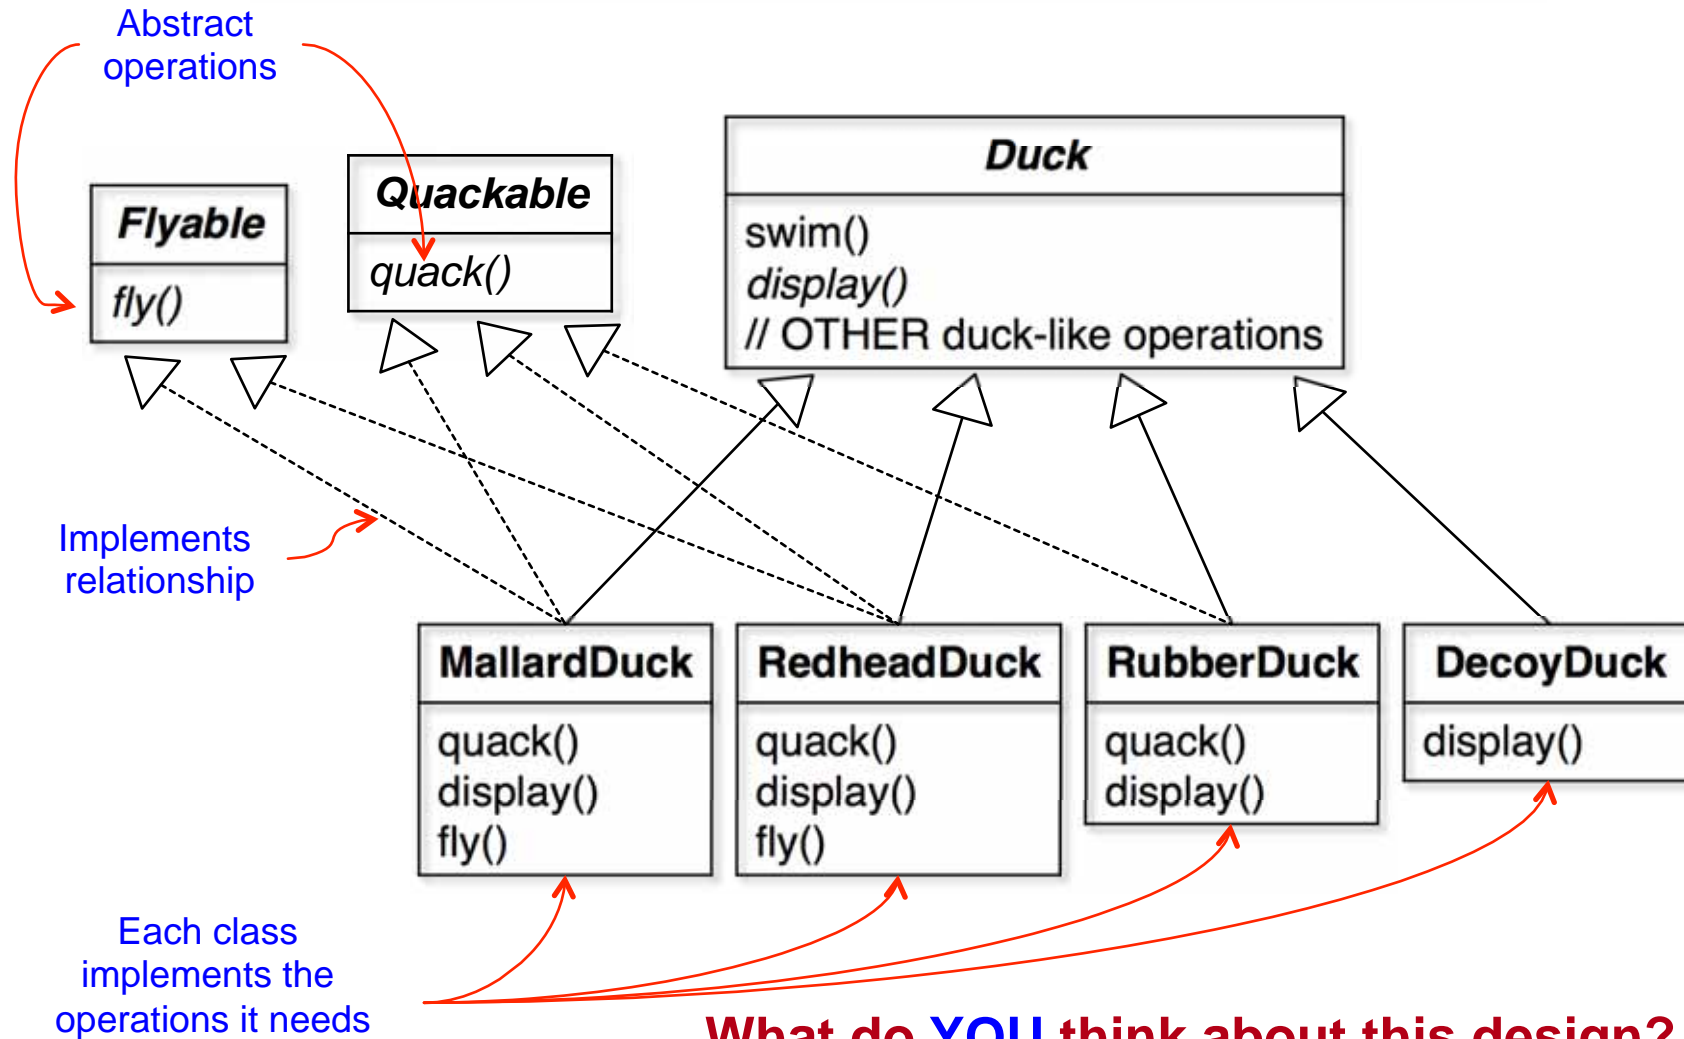 Abstract
operations
Flyable
fly()
Quackable
quack()
Duck
swim()
display()
// OTHER duck-like operations
Implements
relationship
MallardDuck
quack()
display()
fly()
RedheadDuck
quack()
display()
fly()
RubberDuck
quack()
display()
DecoyDuck
display()
Each class
implements the
operations it needs
What do YOU think about this design?